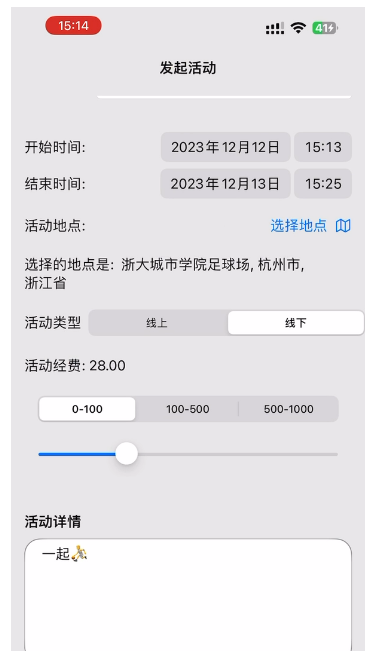 15:14
41
发起活动
开始时间: 2023年12月12日 15:13
结束时间: 2023年12月13日 15:25
活动地点: 选择地点
选择的地点是: 浙大城市学院足球场, 杭州市,
浙江省
活动类型 线上 线下
活动经费: 28.00
0-100 100-500 500-1000
活动详情
一起